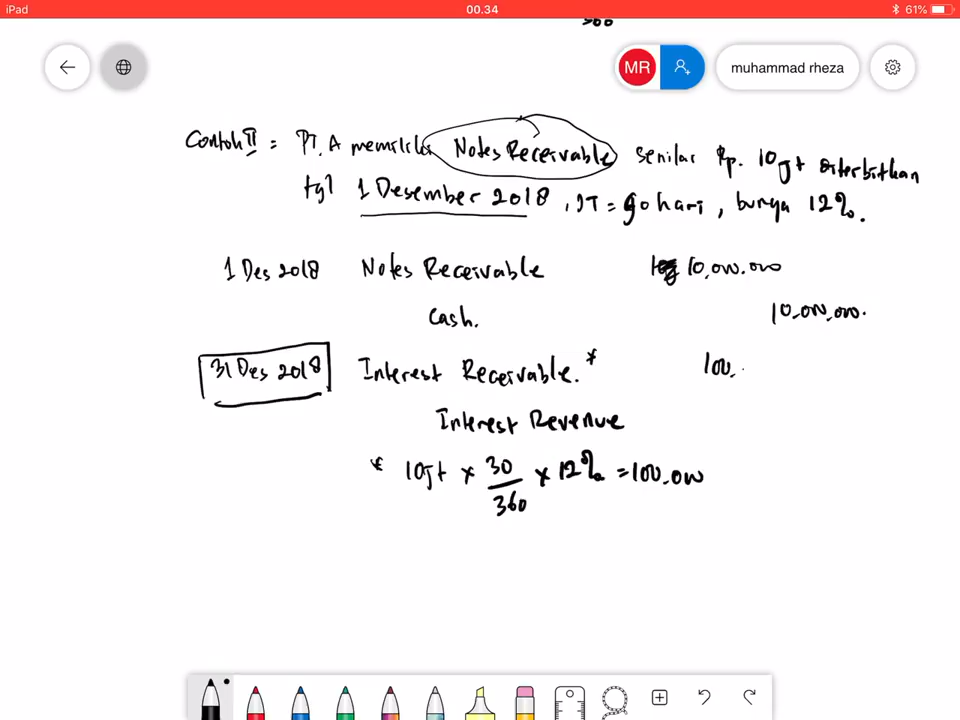 iPad 00.34 61%
360
MR muhammad rheza
Contoh II = PT. A memiliki Notes Receivable senilai Rp. 10jt diterbitkan
tgl 1 Desember 2018, JT = 90 hari, bunga 12%.
1 Des 2018 Notes Receivable 10.000.000
Cash. 10.000.000.
31 Des 2018 Interest Receivable.* 100.
Interest Revenue
* 10jt × 30/360 × 12% = 100.000